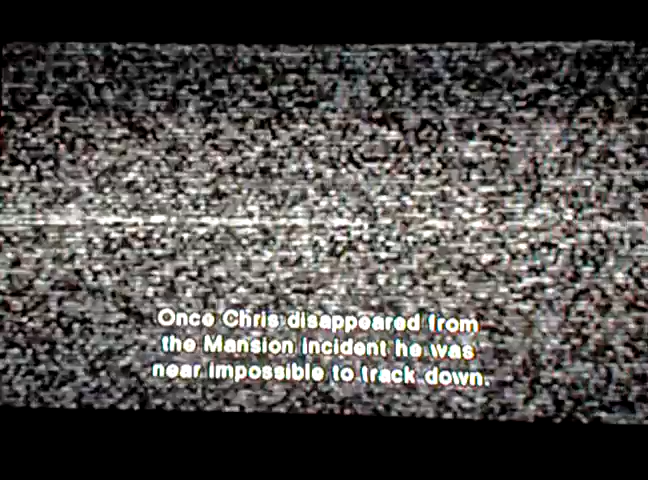 Once Chris disappeared from
the Mansion Incident he was
near impossible to track down.